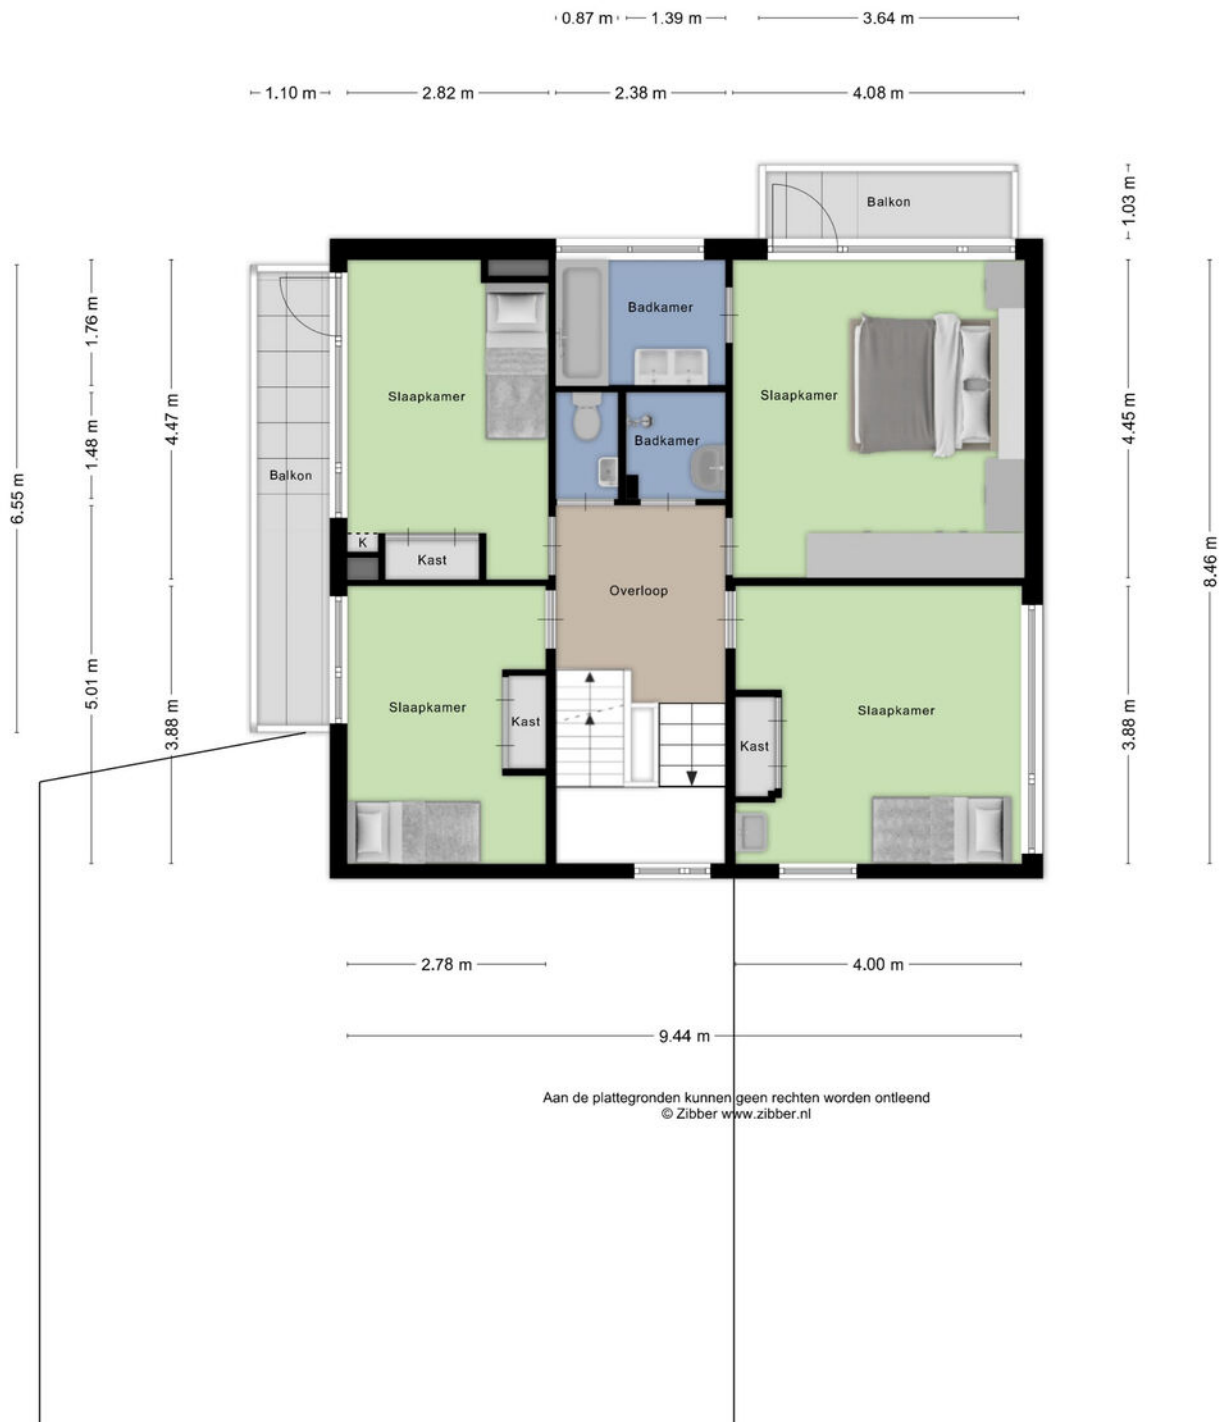 0.87 m 1.39 m 3.64 m
1.10 m 2.82 m 2.38 m 4.08 m
Balkon
1.03 m
Badkamer
1.76 m
Slaapkamer
Slaapkamer
4.47 m
4.45 m
1.48 m
Badkamer
Balkon
6.55 m
K
Kast
8.46 m
Overloop
5.01 m
Slaapkamer
Slaapkamer
3.88 m
3.88 m
Kast
Kast
2.78 m 4.00 m
9.44 m
Aan de plattegronden kunnen geen rechten worden ontleend
© Zibber www.zibber.nl